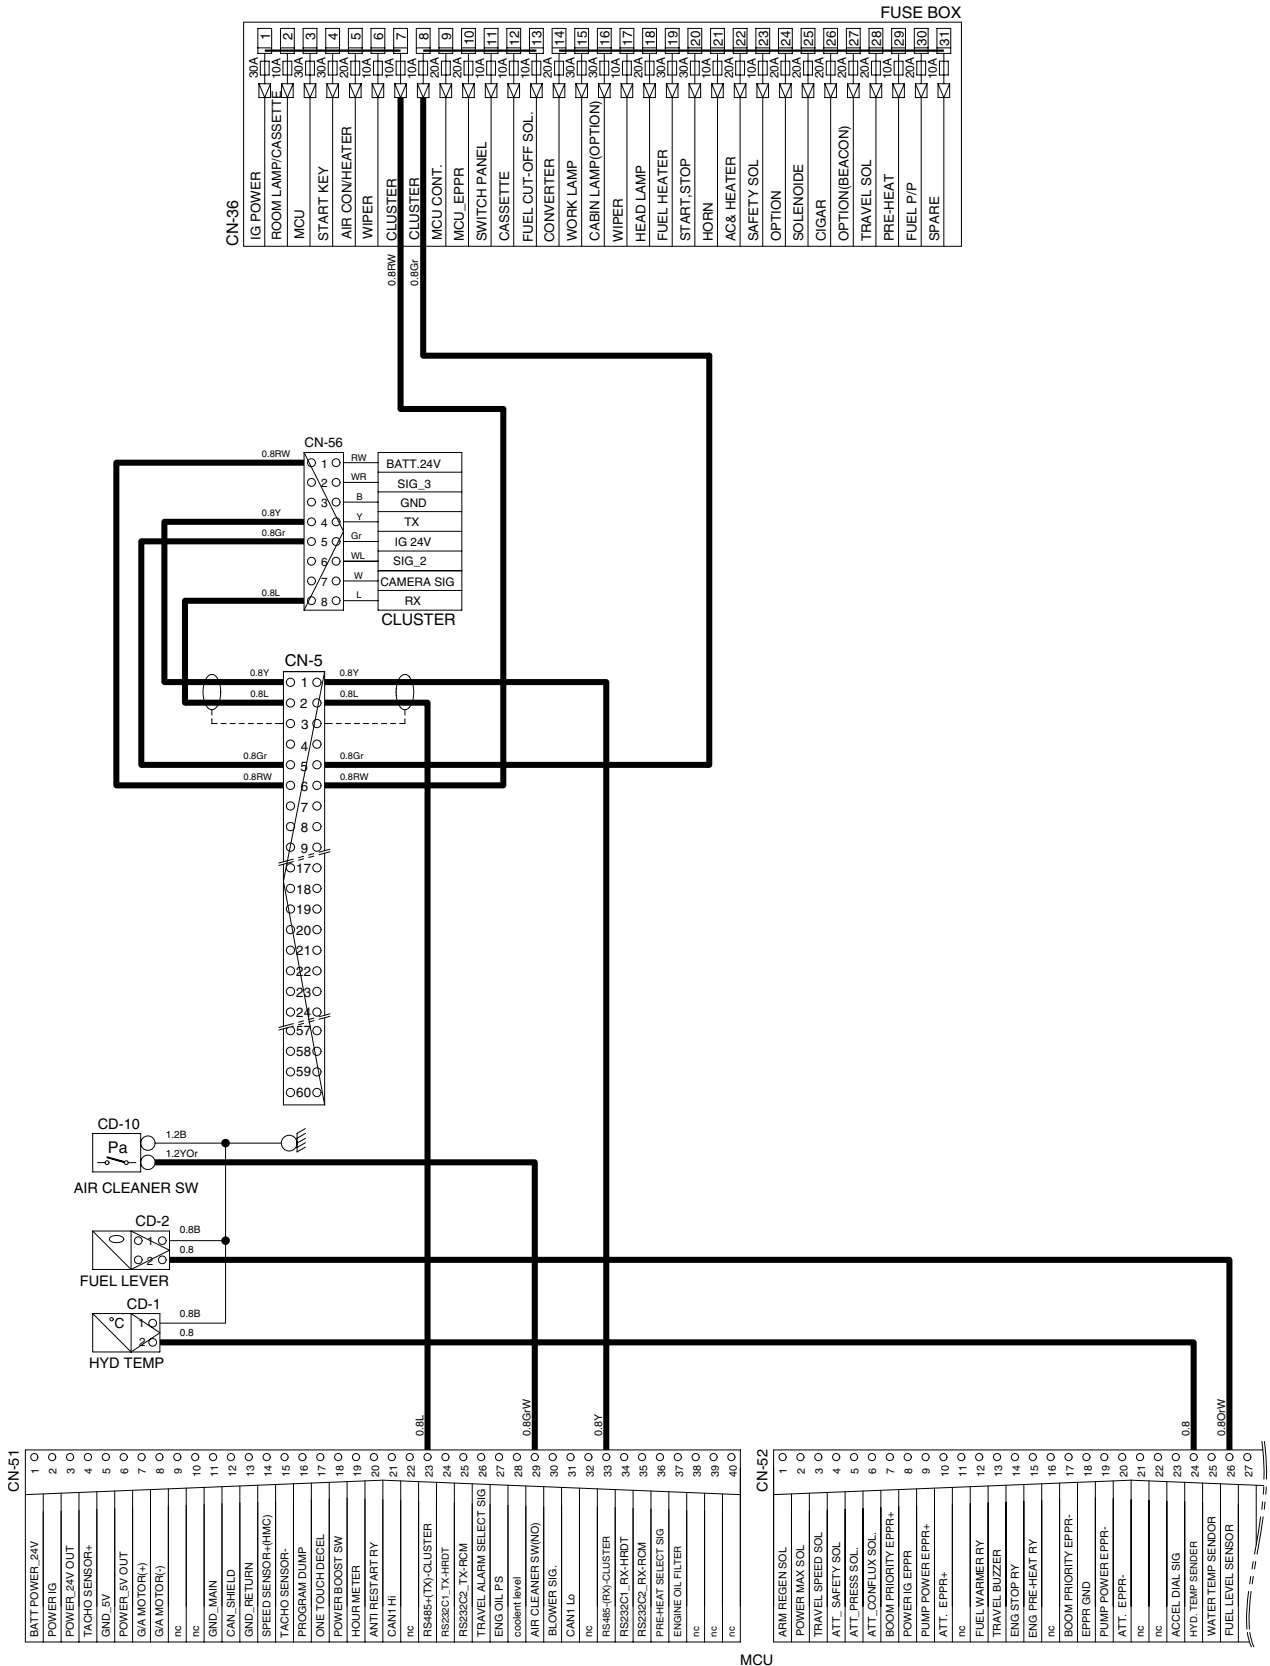 FUSE BOX
1 2 3 4 5 6 7 8 9 10 11 12 13 14 15 16 17 18 19 20 21 22 23 24 25 26 27 28 29 30 31
30A 10A 30A 30A 20A 10A 10A 10A 20A 20A 10A 10A 10A
30A 20A 10A 10A 20A 30A 10A 10A 20A 10A 20A 10A 20A 20A 10A 20A 10A
CN-36
IG POWER
ROOM LAMP/CASSETTE
MCU
START KEY
AIR CON/HEATER
WIPER
CLUSTER
CLUSTER
MCU CONT.
MCU_EPPR
SWITCH PANEL
CASSETTE
FUEL CUT-OFF SOL.
CONVERTER
WORK LAMP
CABIN LAMP(OPTION)
WIPER
HEAD LAMP
FUEL HEATER
START,STOP
HORN
AC& HEATER
SAFETY SOL
OPTION
SOLENOIDE
CIGAR
OPTION(BEACON)
TRAVEL SOL
PRE-HEAT
FUEL P/P
SPARE
0.8RW
0.8Gr
CN-56
0.8RW 1 RW BATT.24V
2 WR SIG_3
3 B GND
0.8Y 4 Y TX
0.8Gr 5 Gr IG 24V
6 WL SIG_2
7 W CAMERA SIG
0.8L 8 L RX
CLUSTER
CN-5
0.8Y 1 0.8Y
0.8L 2 0.8L
3
4
0.8Gr 5 0.8Gr
0.8RW 6 0.8RW
7
8
9
17
18
19
20
21
22
23
24
57
58
59
60
CD-10
Pa
1.2B
1.2YOr
AIR CLEANER SW
CD-2
1 0.8B
2 0.8
FUEL LEVER
CD-1
°C
1 0.8B
2 0.8
HYD TEMP
0.8L
0.8GrW
0.8Y
0.8
0.8OrW
CN-51
1 BATT POWER_24V
2 POWER IG
3 POWER_24V OUT
4 TACHO SENSOR+
5 GND_5V
6 POWER_5V OUT
7 G/A MOTOR(+)
8 G/A MOTOR(-)
9 nc
10 nc
11 GND_MAIN
12 CAN_SHIELD
13 GND_RETURN
14 SPEED SENSOR+(HMC)
15 TACHO SENSOR-
16 PROGRAM DUMP
17 ONE TOUCH DECEL
18 POWER BOOST SW
19 HOUR METER
20 ANTI RESTART RY
21 CAN1 Hi
22 nc
23 RS485+(TX)-CLUSTER
24 RS232C1_TX-HRDT
25 RS232C2_TX-RCM
26 TRAVEL ALARM SELECT SIG
27 ENG OIL PS
28 coolent level
29 AIR CLEANER SW(NO)
30 BLOWER SIG.
31 CAN1 Lo
32 nc
33 RS485-(RX)-CLUSTER
34 RS232C1_RX-HRDT
35 RS232C2_RX-RCM
36 PRE-HEAT SELECT SIG
37 ENGINE OIL FILTER
38 nc
39 nc
40 nc
CN-52
1 ARM REGEN SOL
2 POWER MAX SOL
3 TRAVEL SPEED SOL
4 ATT_SAFETY SOL
5 ATT_PRESS SOL.
6 ATT_CONFLUX SOL.
7 BOOM PRIORITY EPPR+
8 POWER IG EPPR
9 PUMP POWER EPPR+
10 ATT. EPPR+
11 nc
12 FUEL WARMER RY
13 TRAVEL BUZZER
14 ENG STOP RY
15 ENG PRE-HEAT RY
16 nc
17 BOOM PRIORITY EPPR-
18 EPPR GND
19 PUMP POWER EPPR-
20 ATT. EPPR-
21 nc
22 nc
23 ACCEL DIAL SIG
24 HYD. TEMP SENDER
25 WATER TEMP SENDOR
26 FUEL LEVEL SENSOR
27
MCU